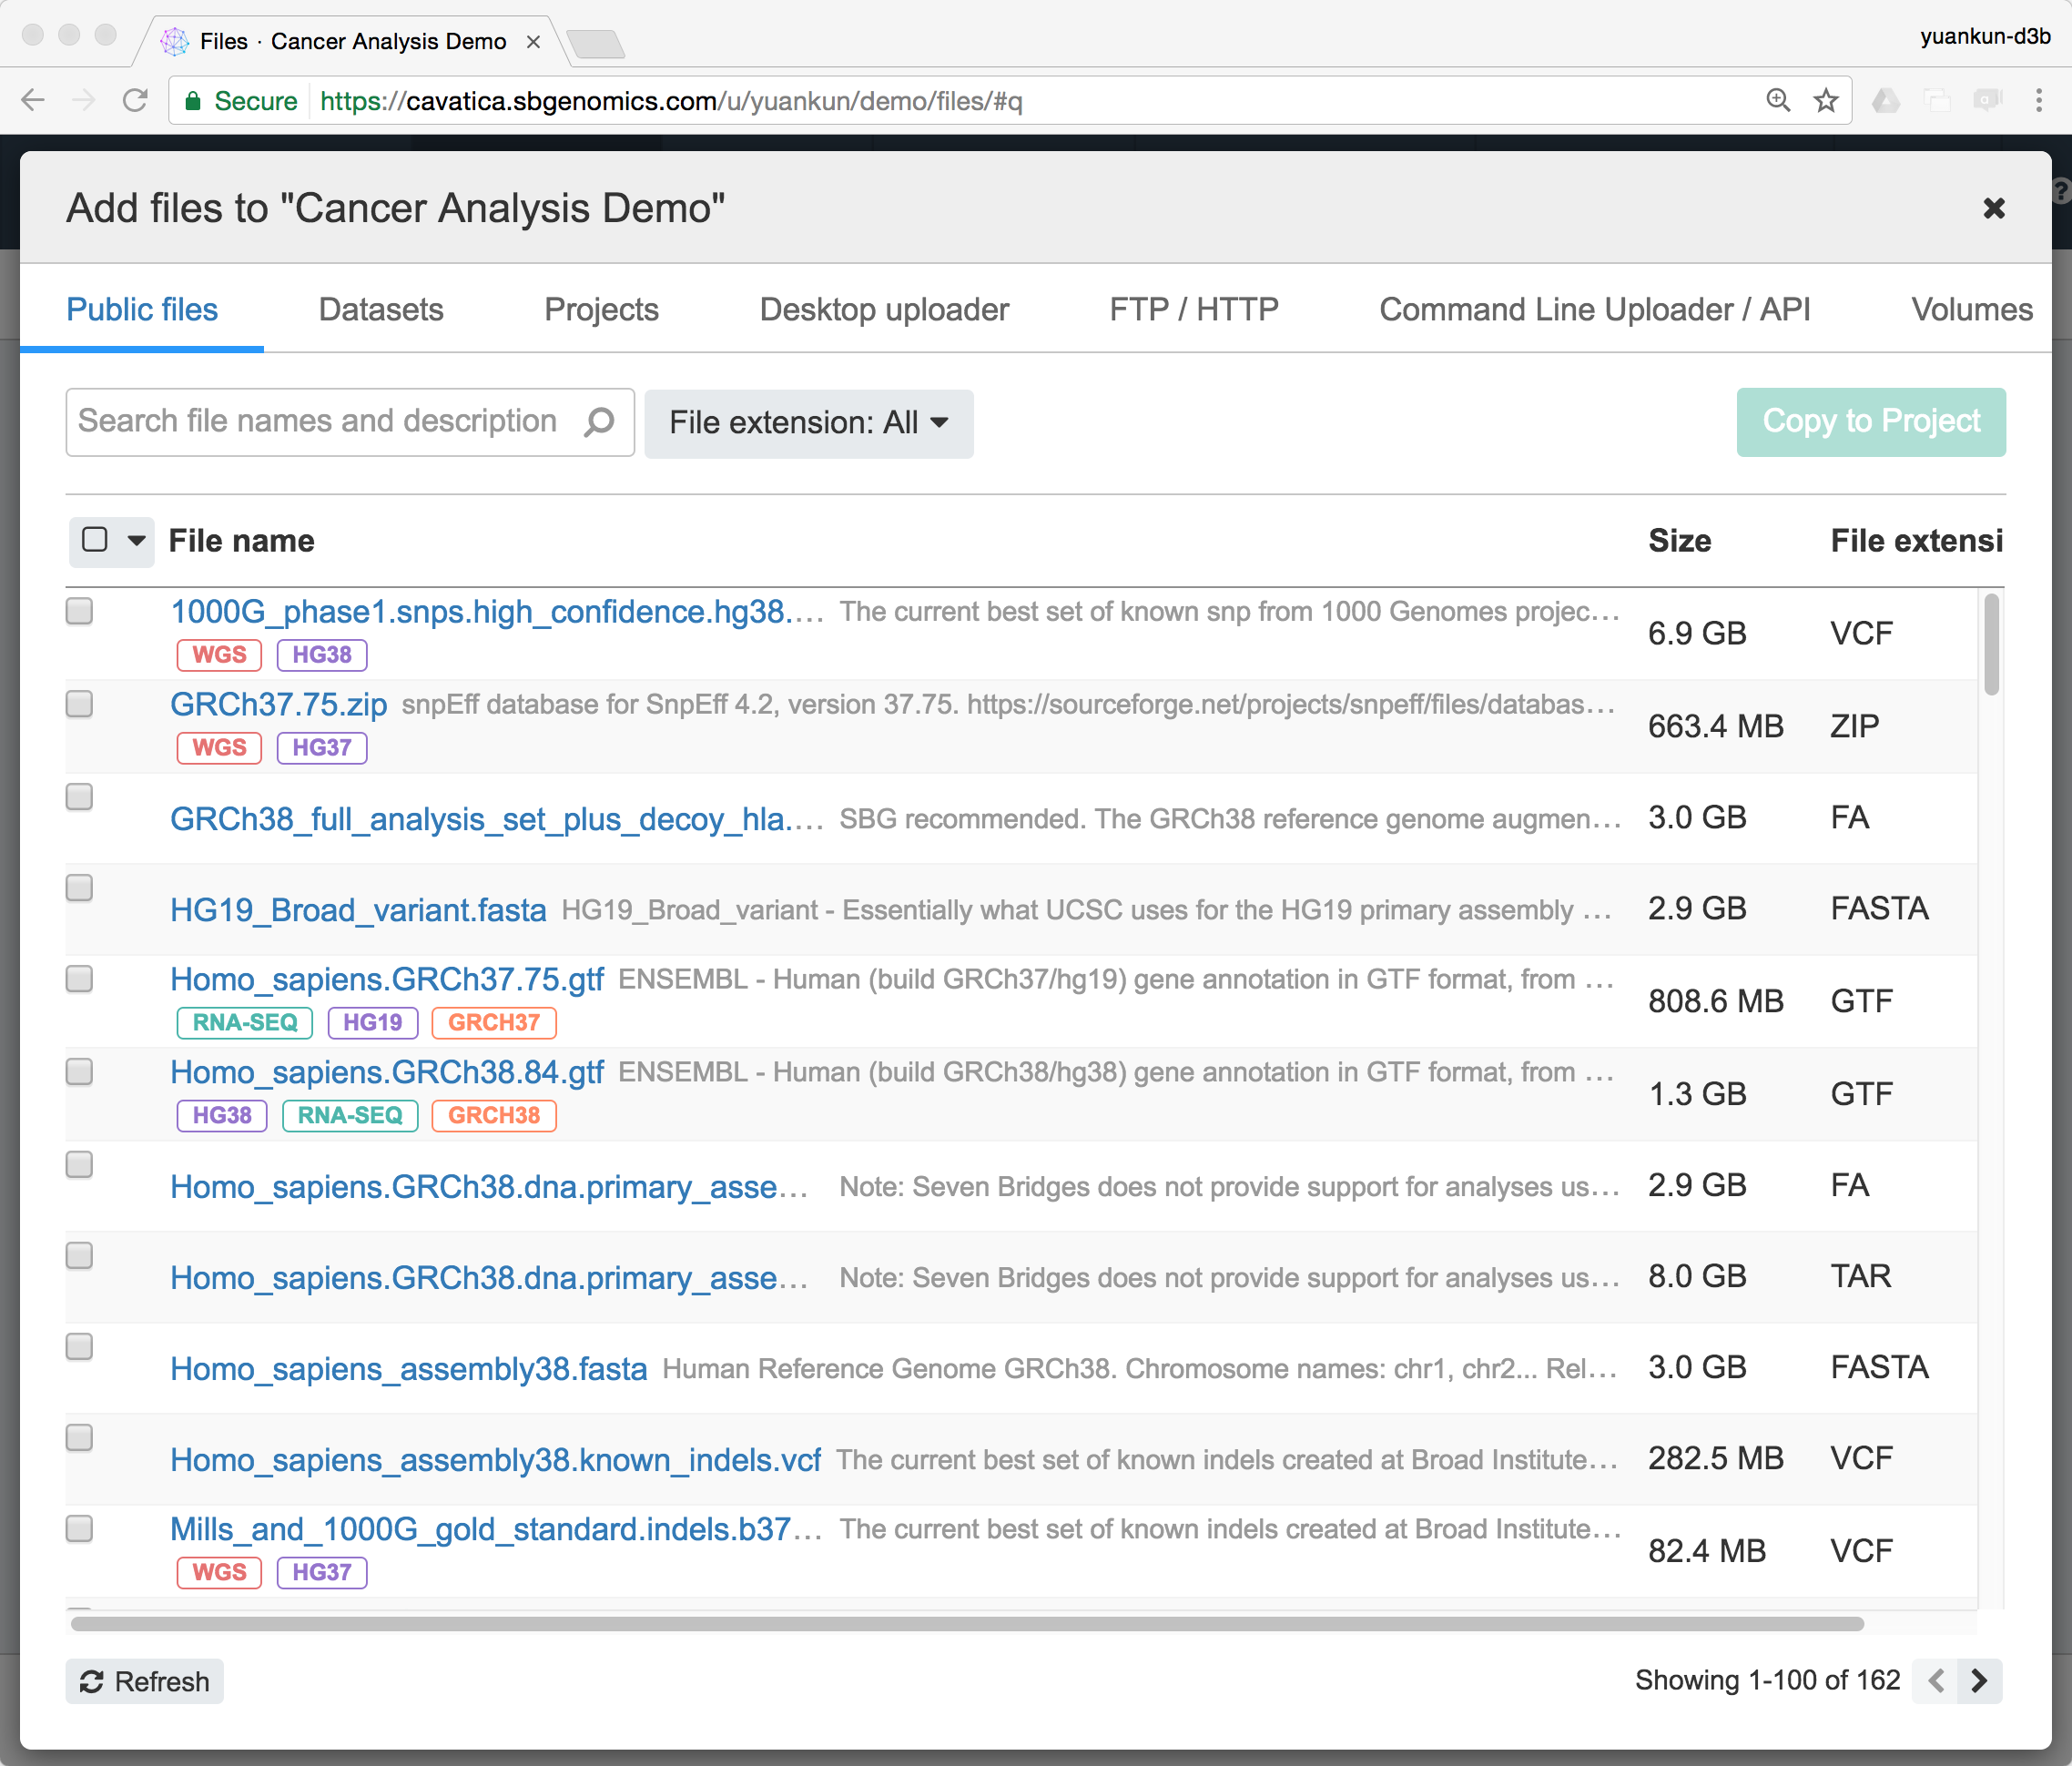 Files · Cancer Analysis Demo
yuankun-d3b
Secure https://cavatica.sbgenomics.com/u/yuankun/demo/files/#q
Add files to "Cancer Analysis Demo"
Public files Datasets Projects Desktop uploader FTP / HTTP Command Line Uploader / API Volumes
Search file names and description File extension: All Copy to Project
File name Size File extensi
1000G_phase1.snps.high_confidence.hg38.... The current best set of known snp from 1000 Genomes projec... 6.9 GB VCF
WGS HG38
GRCh37.75.zip snpEff database for SnpEff 4.2, version 37.75. https://sourceforge.net/projects/snpeff/files/databas... 663.4 MB ZIP
WGS HG37
GRCh38_full_analysis_set_plus_decoy_hla.... SBG recommended. The GRCh38 reference genome augmen... 3.0 GB FA
HG19_Broad_variant.fasta HG19_Broad_variant - Essentially what UCSC uses for the HG19 primary assembly ... 2.9 GB FASTA
Homo_sapiens.GRCh37.75.gtf ENSEMBL - Human (build GRCh37/hg19) gene annotation in GTF format, from ... 808.6 MB GTF
RNA-SEQ HG19 GRCH37
Homo_sapiens.GRCh38.84.gtf ENSEMBL - Human (build GRCh38/hg38) gene annotation in GTF format, from ... 1.3 GB GTF
HG38 RNA-SEQ GRCH38
Homo_sapiens.GRCh38.dna.primary_asse... Note: Seven Bridges does not provide support for analyses us... 2.9 GB FA
Homo_sapiens.GRCh38.dna.primary_asse... Note: Seven Bridges does not provide support for analyses us... 8.0 GB TAR
Homo_sapiens_assembly38.fasta Human Reference Genome GRCh38. Chromosome names: chr1, chr2... Rel... 3.0 GB FASTA
Homo_sapiens_assembly38.known_indels.vcf The current best set of known indels created at Broad Institute... 282.5 MB VCF
Mills_and_1000G_gold_standard.indels.b37... The current best set of known indels created at Broad Institute... 82.4 MB VCF
WGS HG37
Refresh Showing 1-100 of 162